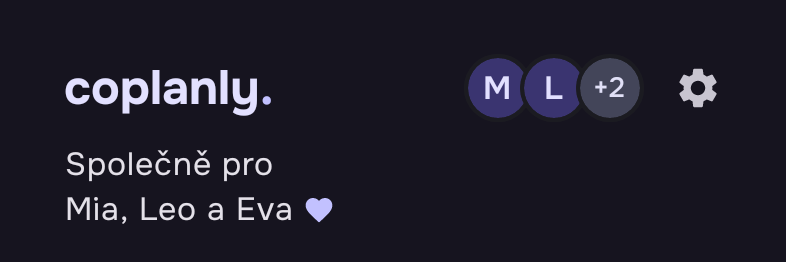 coplanly.
M L +2
Společně pro
Mia, Leo a Eva 💜